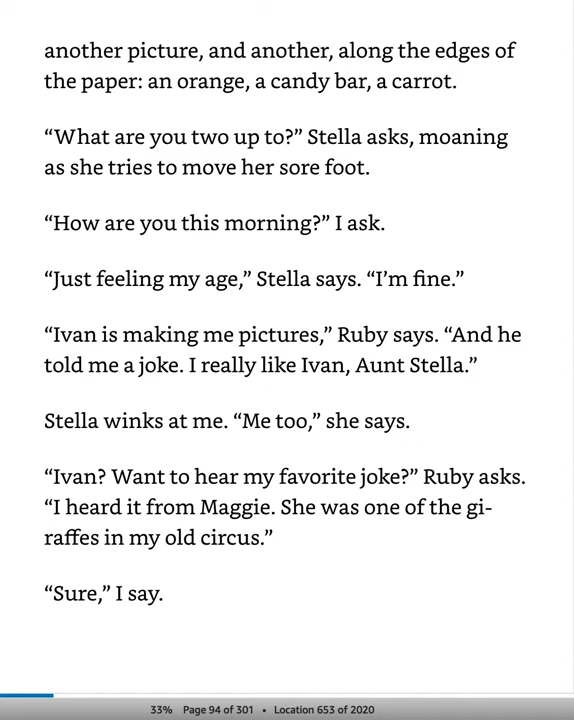 another picture, and another, along the edges of
the paper: an orange, a candy bar, a carrot.
“What are you two up to?” Stella asks, moaning
as she tries to move her sore foot.
“How are you this morning?” I ask.
“Just feeling my age,” Stella says. “I’m fine.”
“Ivan is making me pictures,” Ruby says. “And he
told me a joke. I really like Ivan, Aunt Stella.”
Stella winks at me. “Me too,” she says.
“Ivan? Want to hear my favorite joke?” Ruby asks.
“I heard it from Maggie. She was one of the gi-
raffes in my old circus.”
“Sure,” I say.
33% Page 94 of 301 • Location 653 of 2020